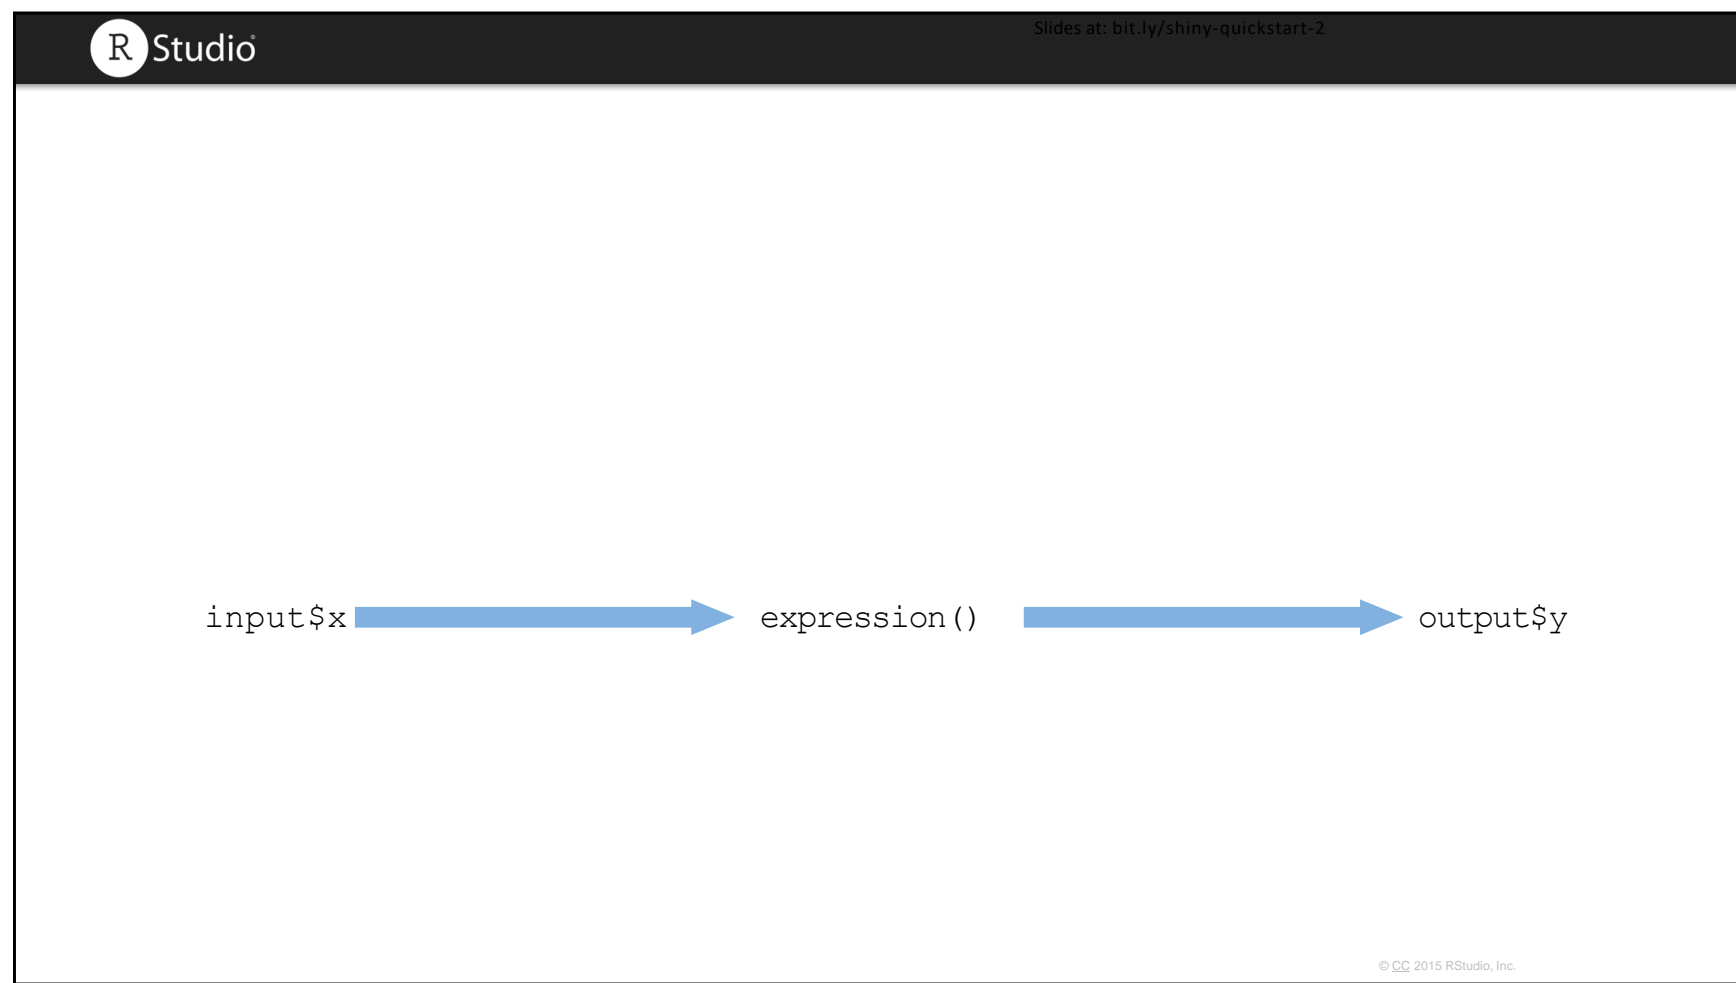 R Studio®
Slides at: bit.ly/shiny-quickstart-2
input$x expression() output$y
© CC 2015 RStudio, Inc.